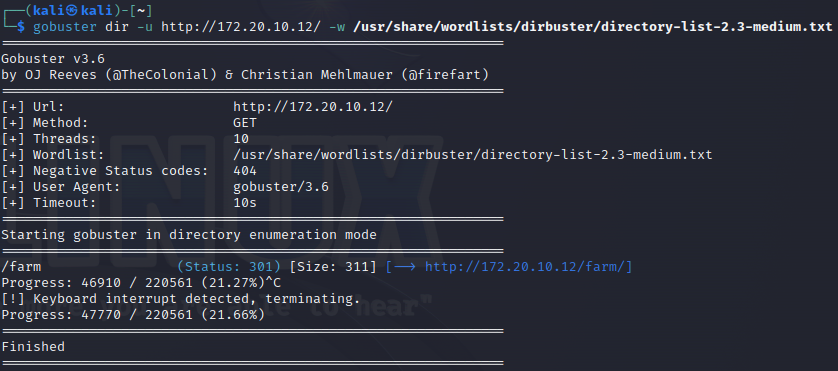 ┌──(kali㉿kali)-[~]
└─$ gobuster dir -u http://172.20.10.12/ -w /usr/share/wordlists/dirbuster/directory-list-2.3-medium.txt
===============================================================
Gobuster v3.6
by OJ Reeves (@TheColonial) & Christian Mehlmauer (@firefart)
===============================================================
[+] Url:                     http://172.20.10.12/
[+] Method:                  GET
[+] Threads:                 10
[+] Wordlist:                /usr/share/wordlists/dirbuster/directory-list-2.3-medium.txt
[+] Negative Status codes:   404
[+] User Agent:              gobuster/3.6
[+] Timeout:                 10s
===============================================================
Starting gobuster in directory enumeration mode
===============================================================
/farm                 (Status: 301) [Size: 311] [--> http://172.20.10.12/farm/]
Progress: 46910 / 220561 (21.27%)^C
[!] Keyboard interrupt detected, terminating.
Progress: 47770 / 220561 (21.66%)
===============================================================
Finished
===============================================================